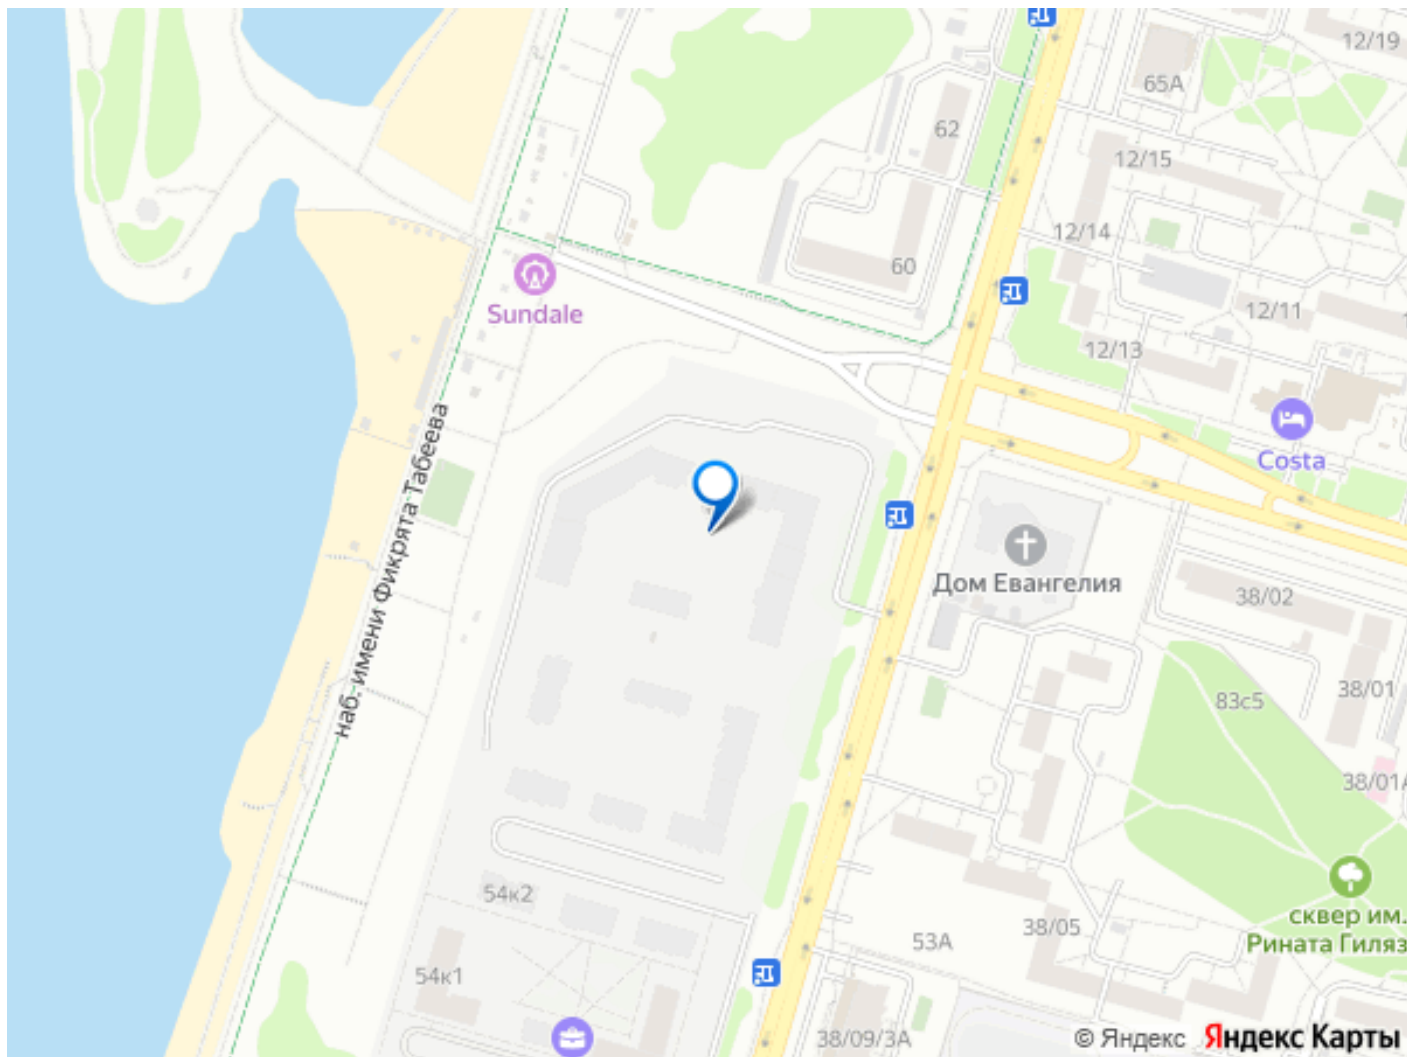 12/19
65А
62
12/15
12/14
60
Sundale
12/11
12/13
наб. имени Фикрята Табеева
Costa
Дом Евангелия
38/02
38/01
83с5
38/01А
54к2
сквер им.
Рината Гиляз
53А
38/05
54к1
38/09/3А
© Яндекс Яндекс Карты